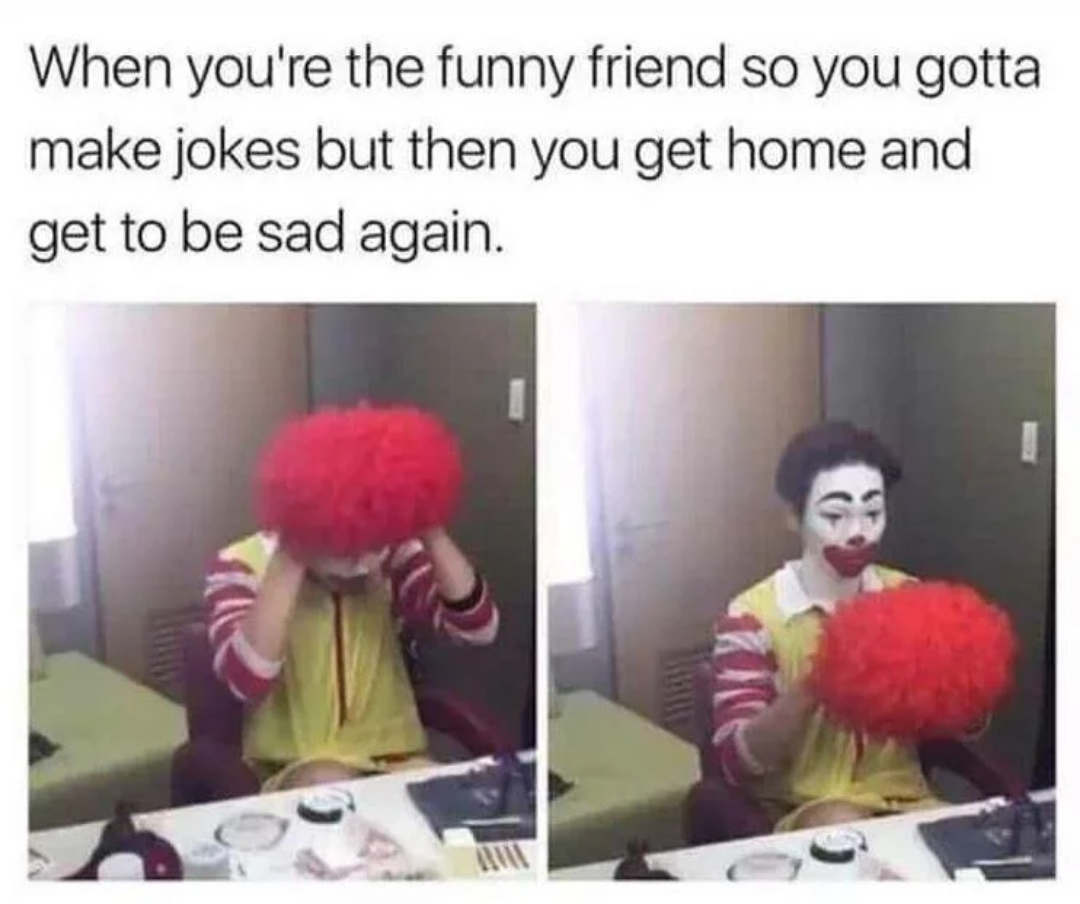 When you're the funny friend so you gotta
make jokes but then you get home and
get to be sad again.